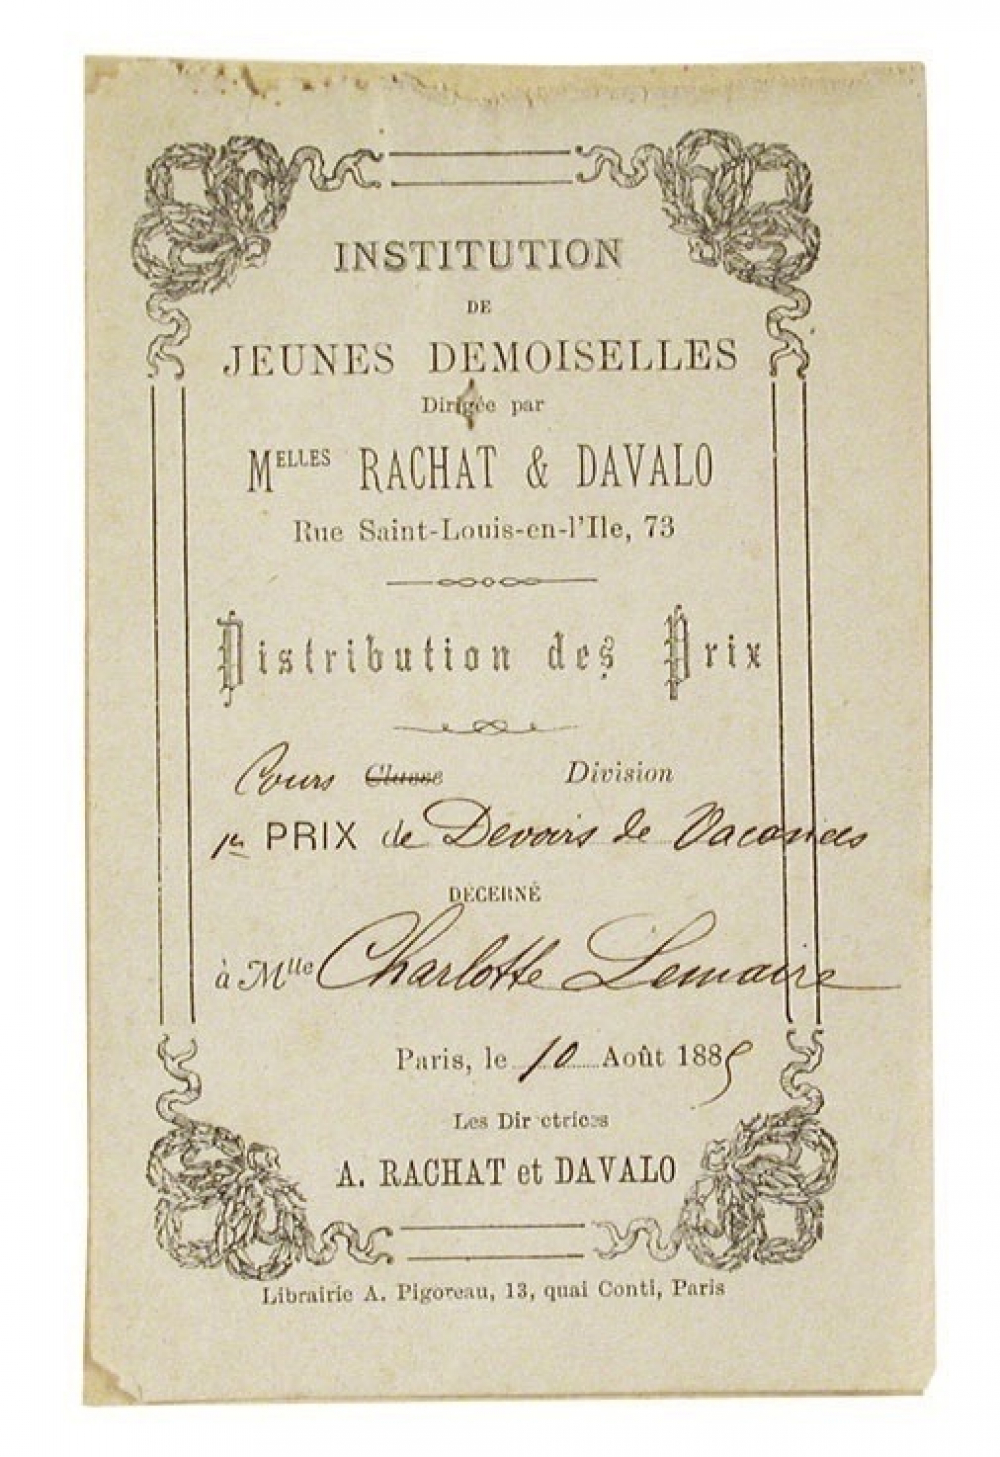 INSTITUTION
DE
JEUNES DEMOISELLES
Dirigée par
MELLES RACHAT & DAVALO
Rue Saint-Louis-en-l'Ile, 73
Distribution des Prix
Cours Classe Division
1er PRIX de Devoirs de Vacances
DÉCERNÉ
à Mlle Charlotte Lemaire
Paris, le 10 Août 1885
Les Directrices
A. RACHAT et DAVALO
Librairie A. Pigoreau, 13, quai Conti, Paris